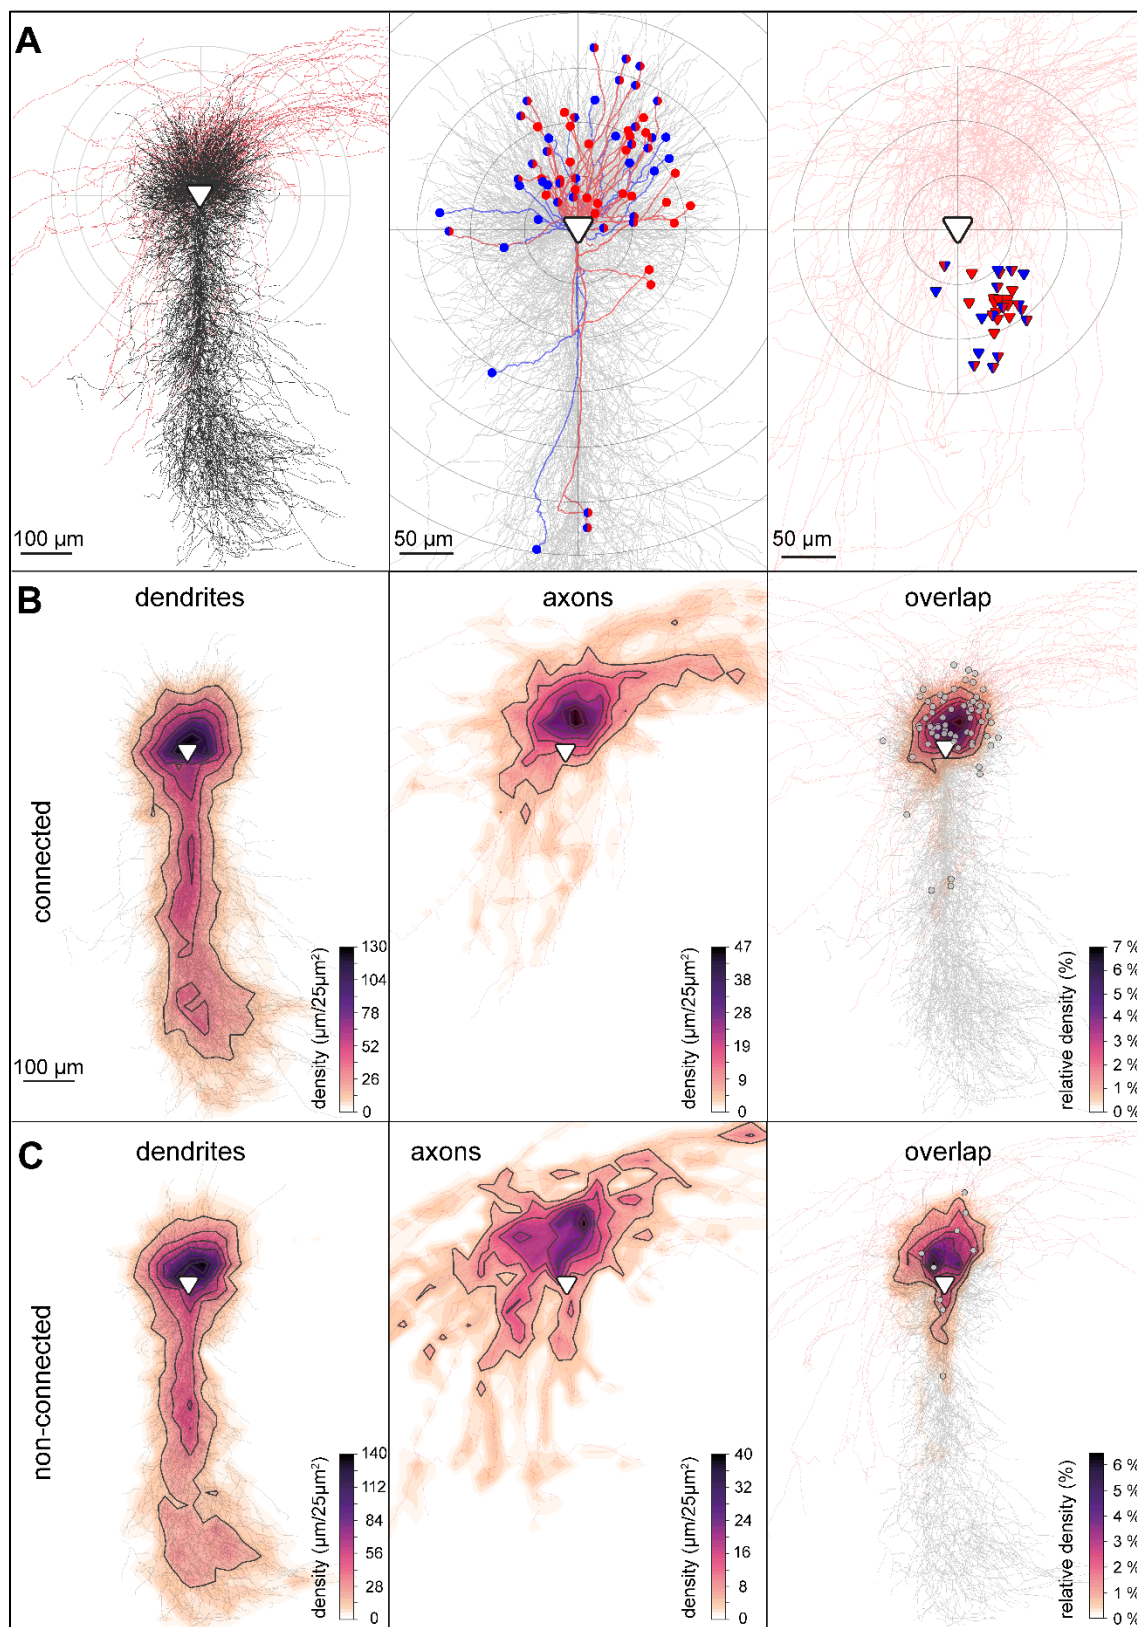 A
100 µm
50 µm
50 µm
B
dendrites
axons
overlap
connected
100 µm
density (µm/25µm²)
130
104
78
52
26
0
density (µm/25µm²)
47
38
28
19
9
0
relative density (%)
7 %
6 %
5 %
4 %
3 %
2 %
1 %
0 %
C
dendrites
axons
overlap
non-connected
density (µm/25µm²)
140
112
84
56
28
0
density (µm/25µm²)
40
32
24
16
8
0
relative density (%)
6 %
5 %
4 %
3 %
2 %
1 %
0 %